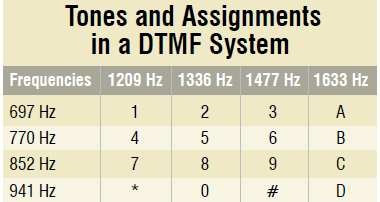 Tones and Assignments
in a DTMF System
Frequencies 1209 Hz 1336 Hz 1477 Hz 1633 Hz
697 Hz 1 2 3 A
770 Hz 4 5 6 B
852 Hz 7 8 9 C
941 Hz * 0 # D